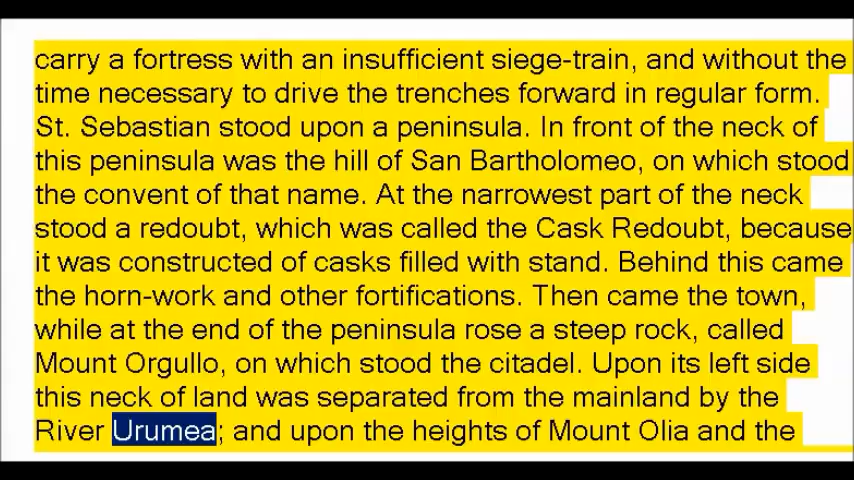 carry a fortress with an insufficient siege-train, and without the
time necessary to drive the trenches forward in regular form.
St. Sebastian stood upon a peninsula. In front of the neck of
this peninsula was the hill of San Bartholomeo, on which stood
the convent of that name. At the narrowest part of the neck
stood a redoubt, which was called the Cask Redoubt, because
it was constructed of casks filled with stand. Behind this came
the horn-work and other fortifications. Then came the town,
while at the end of the peninsula rose a steep rock, called
Mount Orgullo, on which stood the citadel. Upon its left side
this neck of land was separated from the mainland by the
River Urumea; and upon the heights of Mount Olia and the